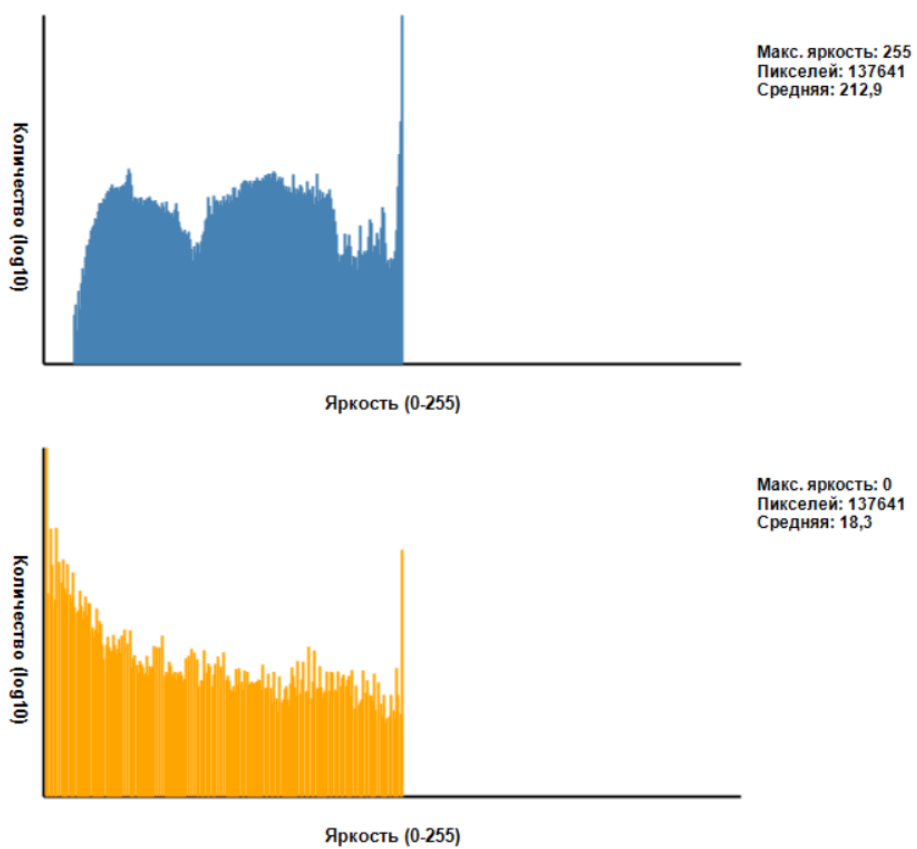 Макс. яркость: 255
Пикселей: 137641
Средняя: 212,9
Количество (log10)
Яркость (0-255)
Макс. яркость: 0
Пикселей: 137641
Средняя: 18,3
Количество (log10)
Яркость (0-255)